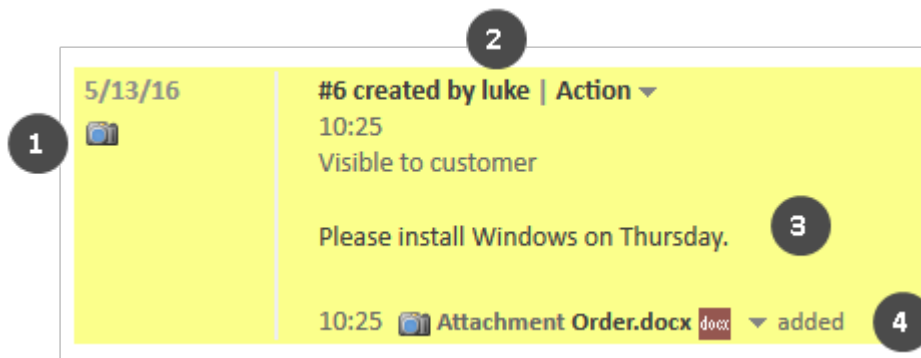 2
5/13/16 #6 created by luke | Action
1
10:25
Visible to customer
Please install Windows on Thursday.
3
10:25 Attachment Order.docx docx added
4